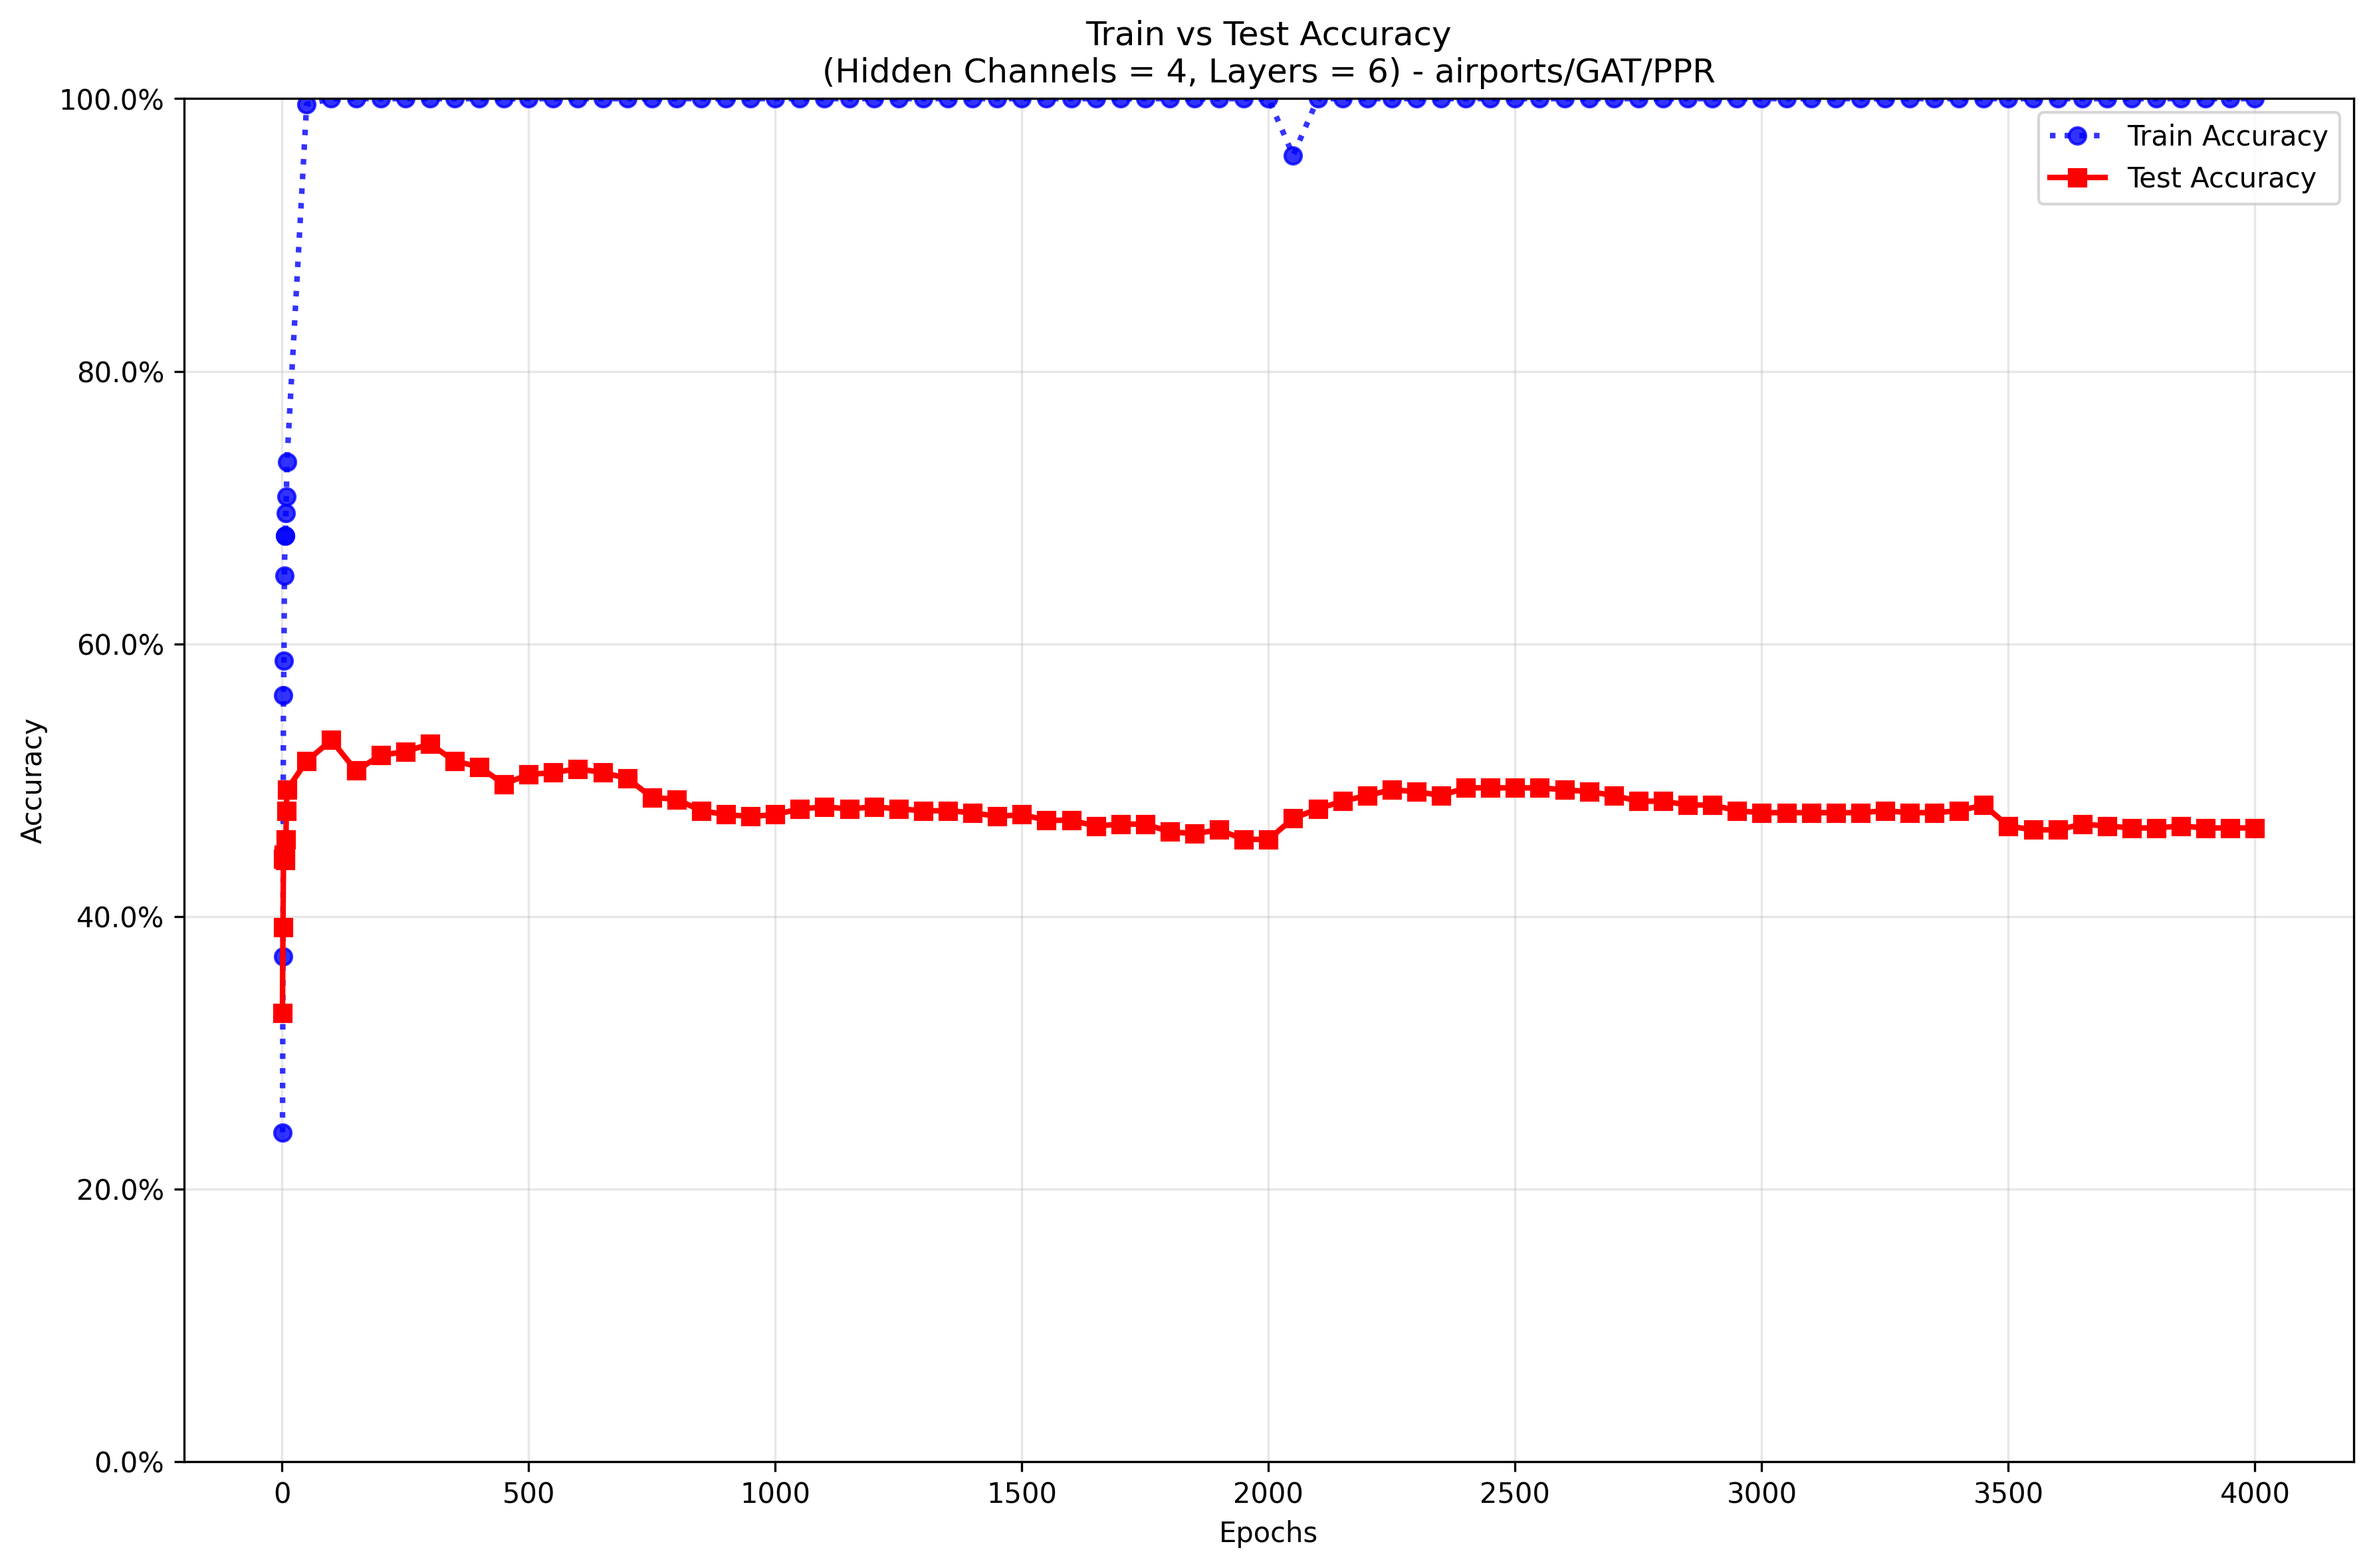 Train vs Test Accuracy
(Hidden Channels = 4, Layers = 6) - airports/GAT/PPR
100.0%
80.0%
60.0%
40.0%
20.0%
0.0%
Accuracy
Train Accuracy
Test Accuracy
0 500 1000 1500 2000 2500 3000 3500 4000
Epochs